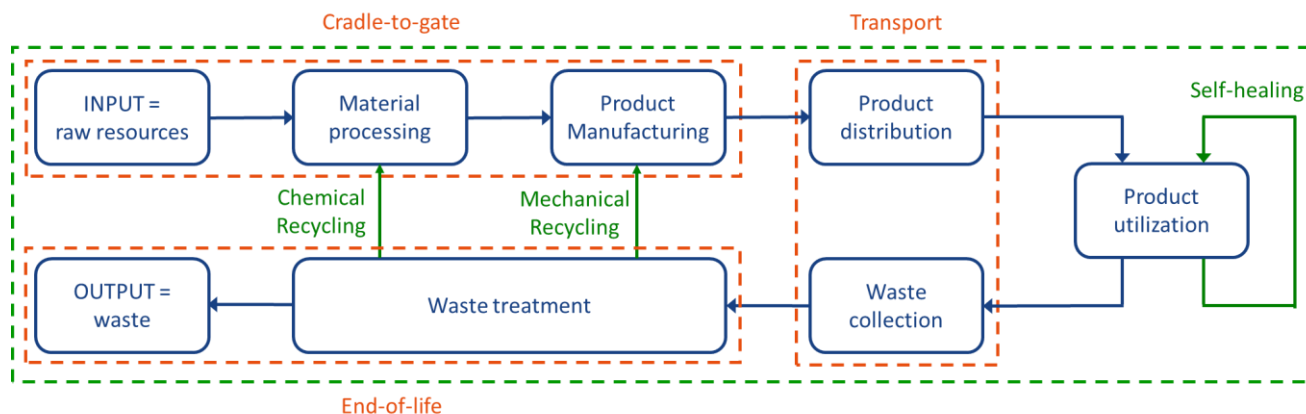 Cradle-to-gate
Transport
INPUT =
raw resources
Material
processing
Product
Manufacturing
Product
distribution
Self-healing
Product
utilization
Chemical
Recycling
Mechanical
Recycling
OUTPUT =
waste
Waste treatment
Waste
collection
End-of-life